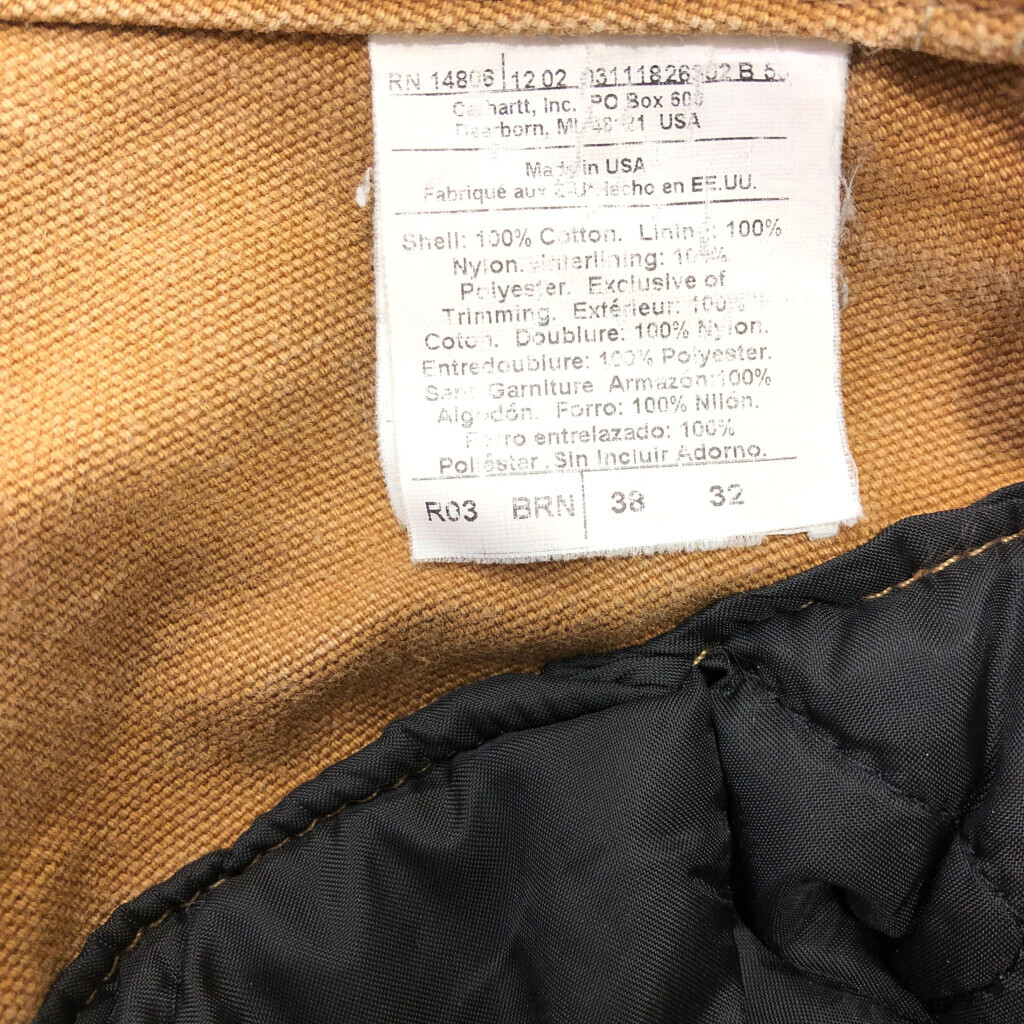 RN 14806 | 12 02
Carhartt, Inc. PO Box 600
Dearborn, MI USA
Made in USA
Fabriqué aux hecho en EE.UU.
Shell: 100% Cotton. Lining: 100%
Nylon. Interlining: 100%
Polyester. Exclusive of
Trimming. Extérieur: 100%
Coton. Doublure: 100% Nylon.
Entredoublure: 100% Polyester.
Sans Garniture Armazón: 100%
Algodón. Forro: 100% Nilon.
Forro entrelazado: 100%
Poliéster. Sin Incluir Adorno.
R03 BRN 38 32